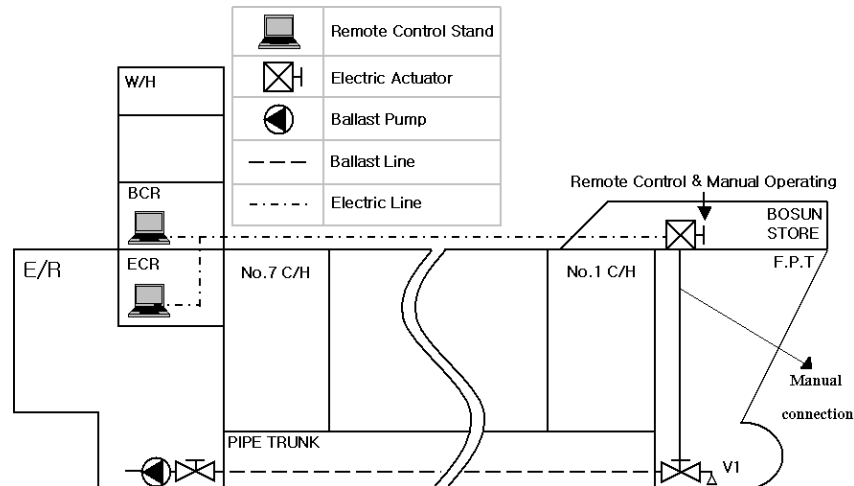 Remote Control Stand
Electric Actuator
Ballast Pump
Ballast Line
Electric Line
W/H
BCR
ECR
E/R
No.7 C/H
No.1 C/H
Remote Control & Manual Operating
BOSUN
STORE
F.P.T
Manual
connection
PIPE TRUNK
V1